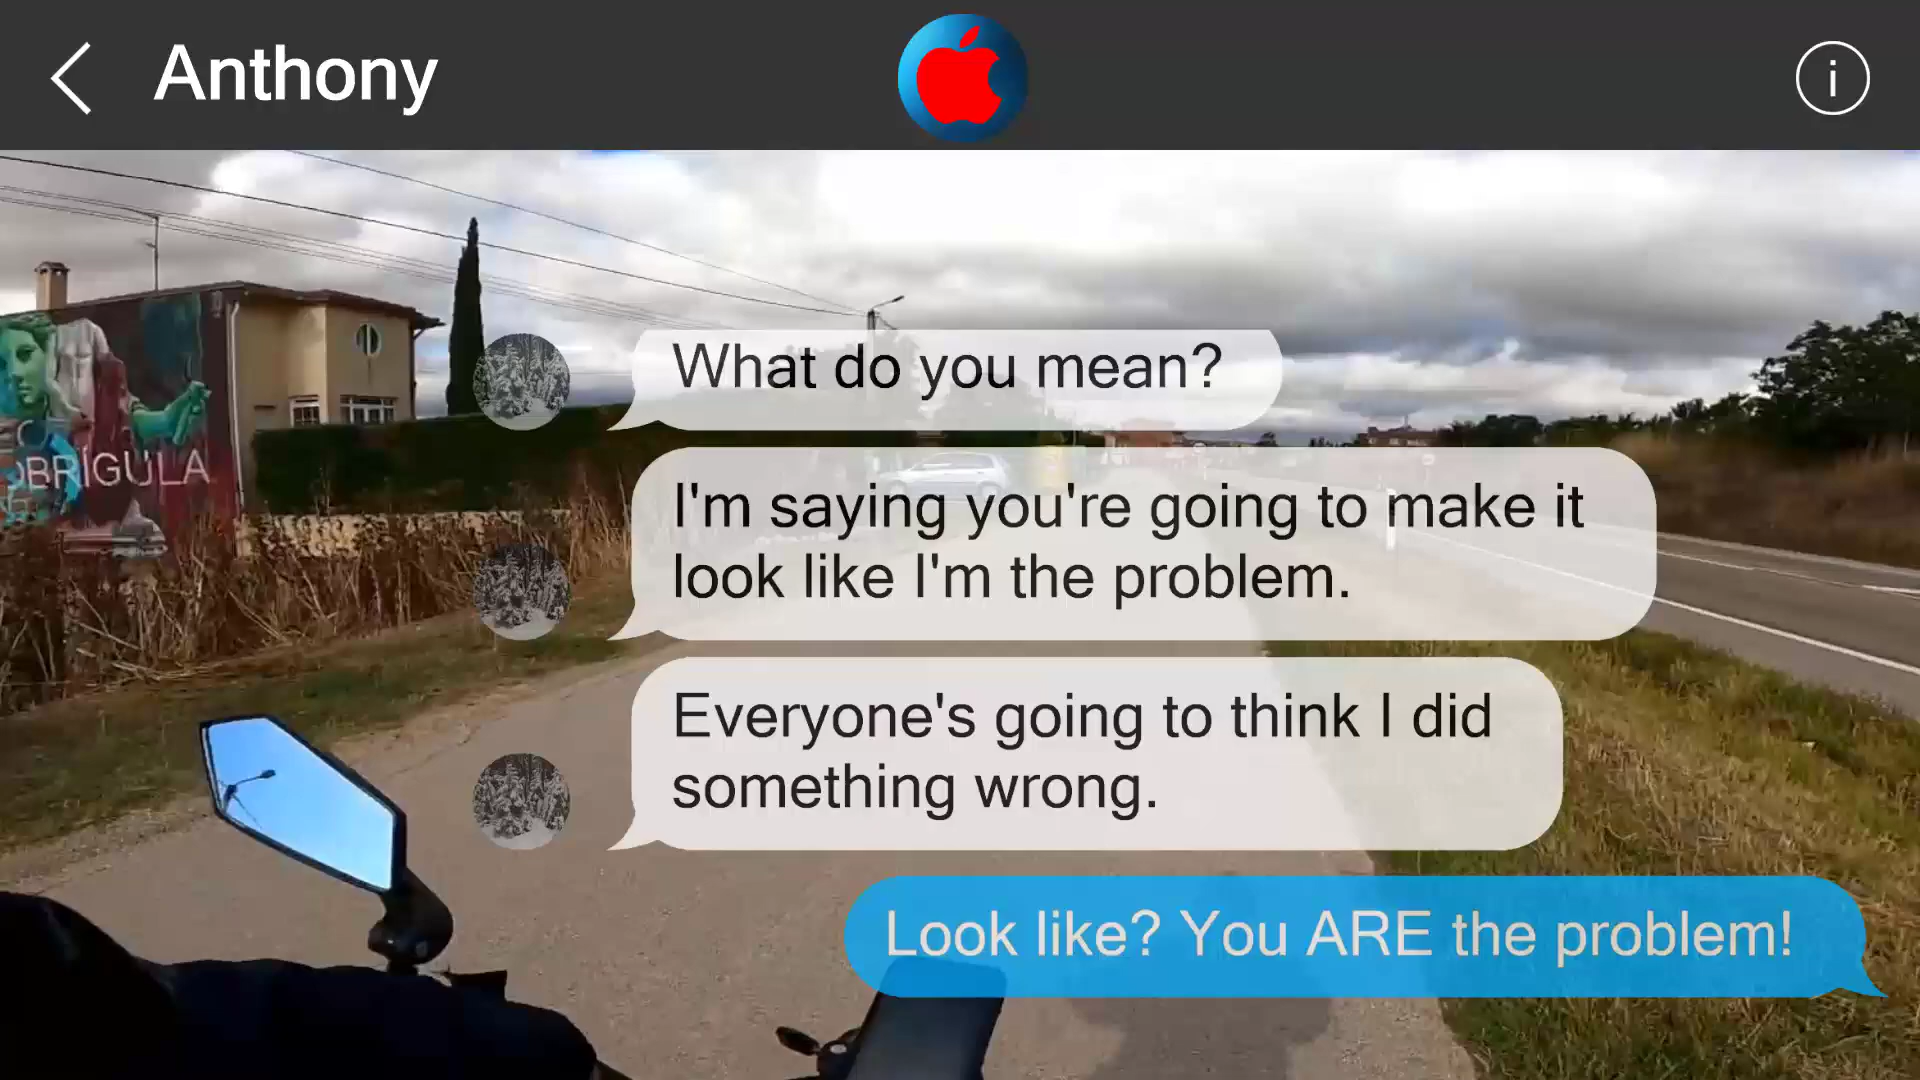 Anthony
What do you mean?
I'm saying you're going to make it
look like I'm the problem.
Everyone's going to think I did
something wrong.
Look like? You ARE the problem!
OBRÍGULA